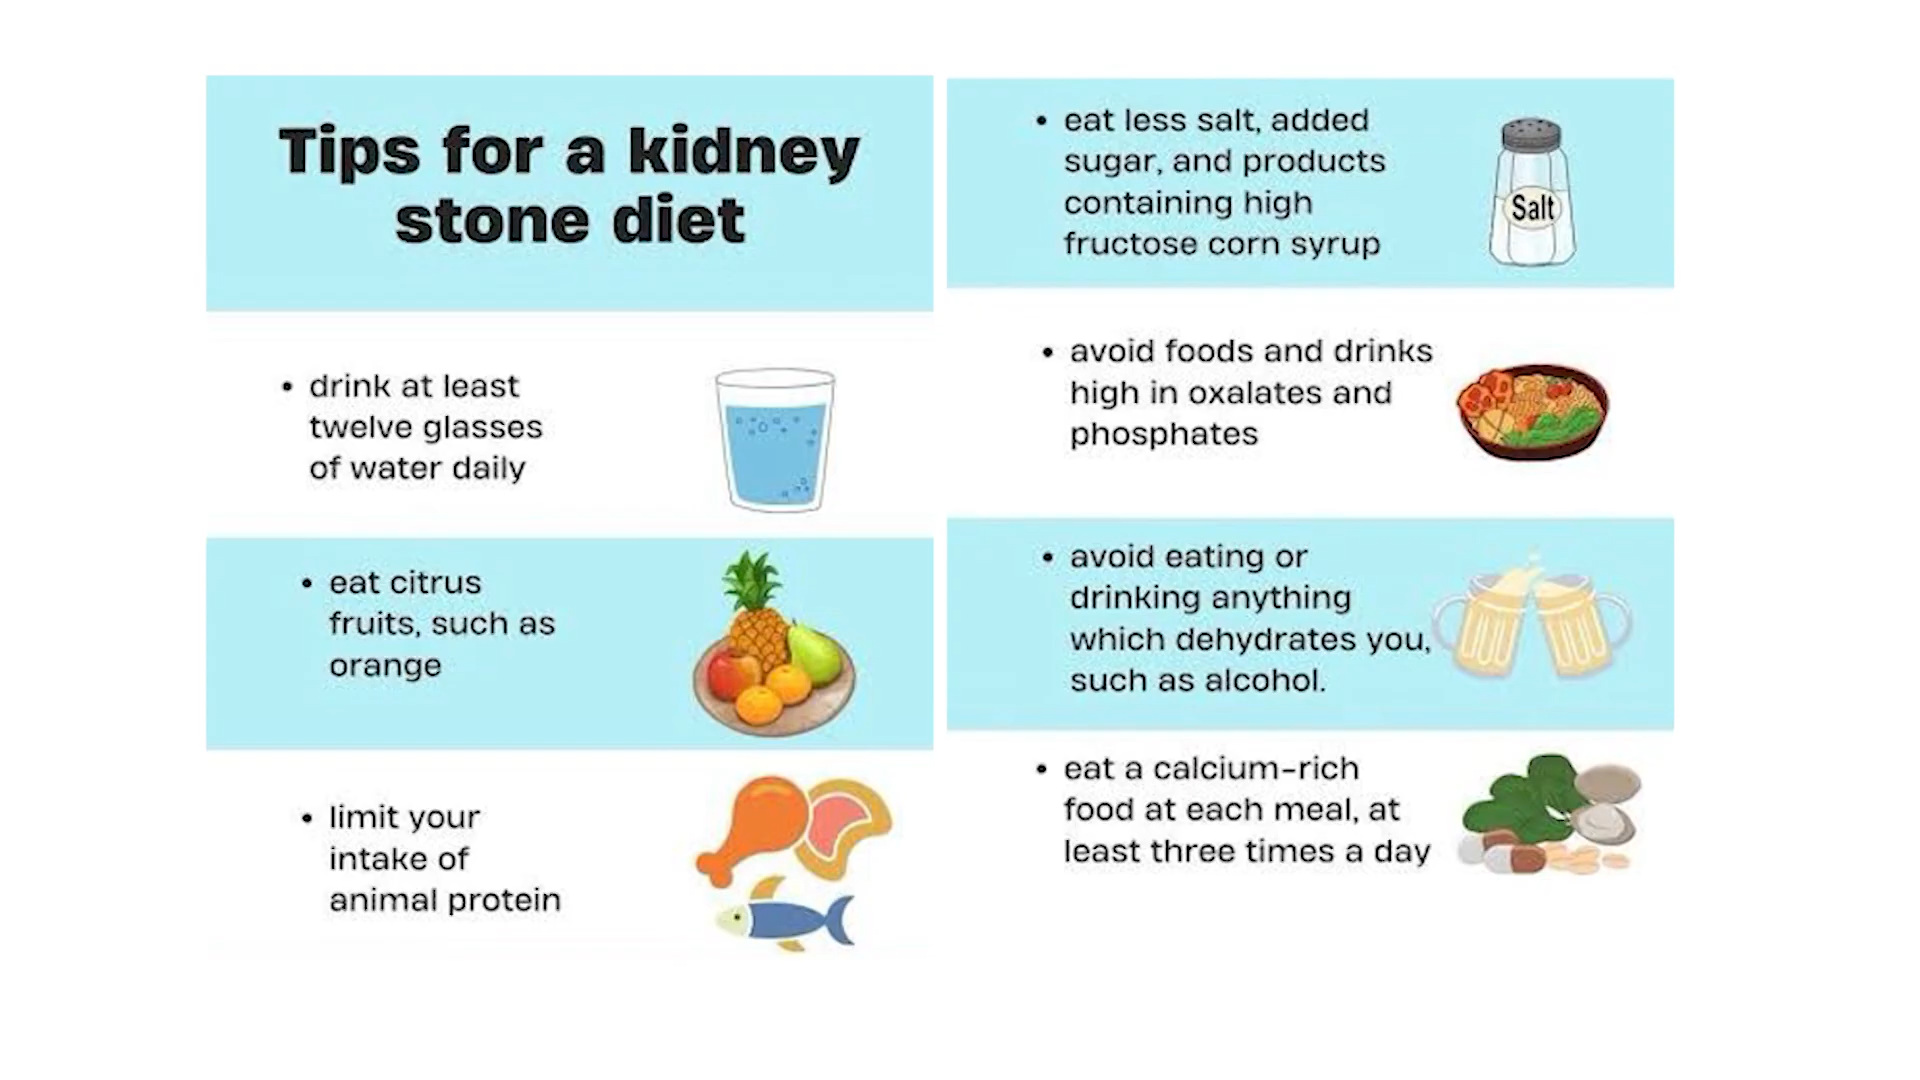 Tips for a kidney
stone diet
• drink at least
twelve glasses
of water daily
• eat citrus
fruits, such as
orange
• limit your
intake of
animal protein
• eat less salt, added
sugar, and products
containing high
fructose corn syrup
Salt
• avoid foods and drinks
high in oxalates and
phosphates
• avoid eating or
drinking anything
which dehydrates you,
such as alcohol.
• eat a calcium-rich
food at each meal, at
least three times a day